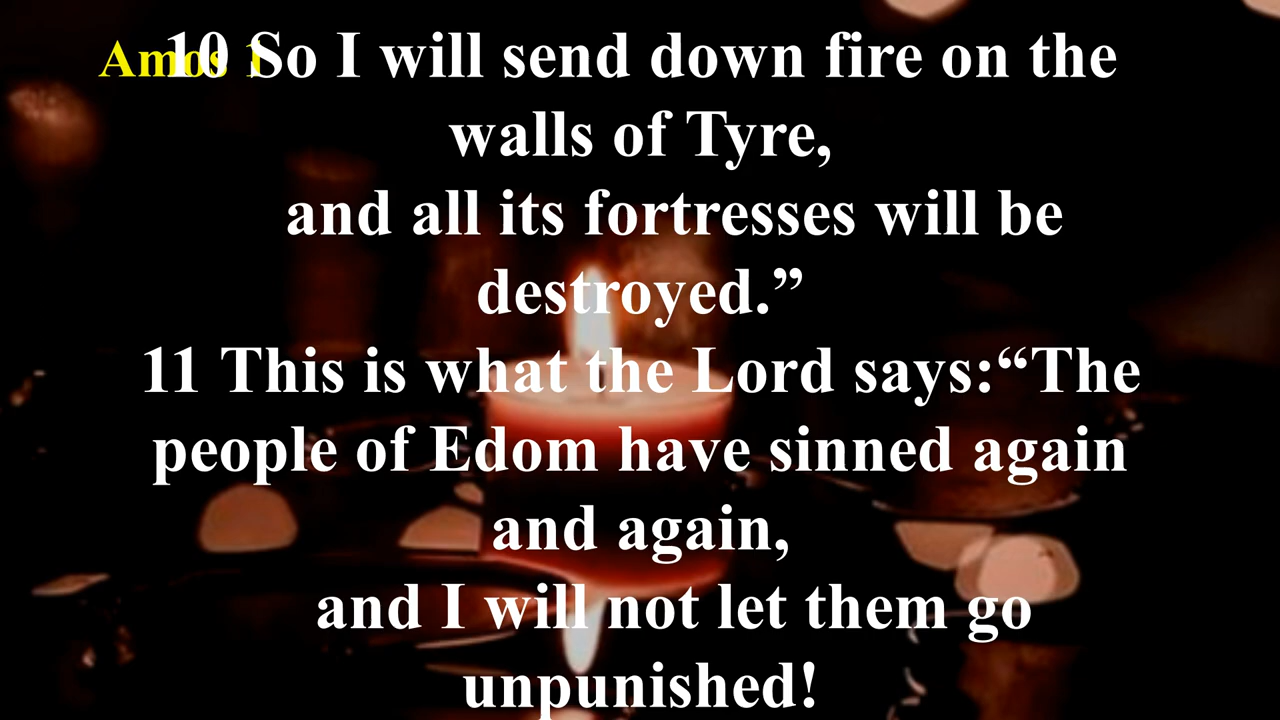 Amos 1
10 So I will send down fire on the
walls of Tyre,
and all its fortresses will be
destroyed.”
11 This is what the Lord says:“The
people of Edom have sinned again
and again,
and I will not let them go
unpunished!